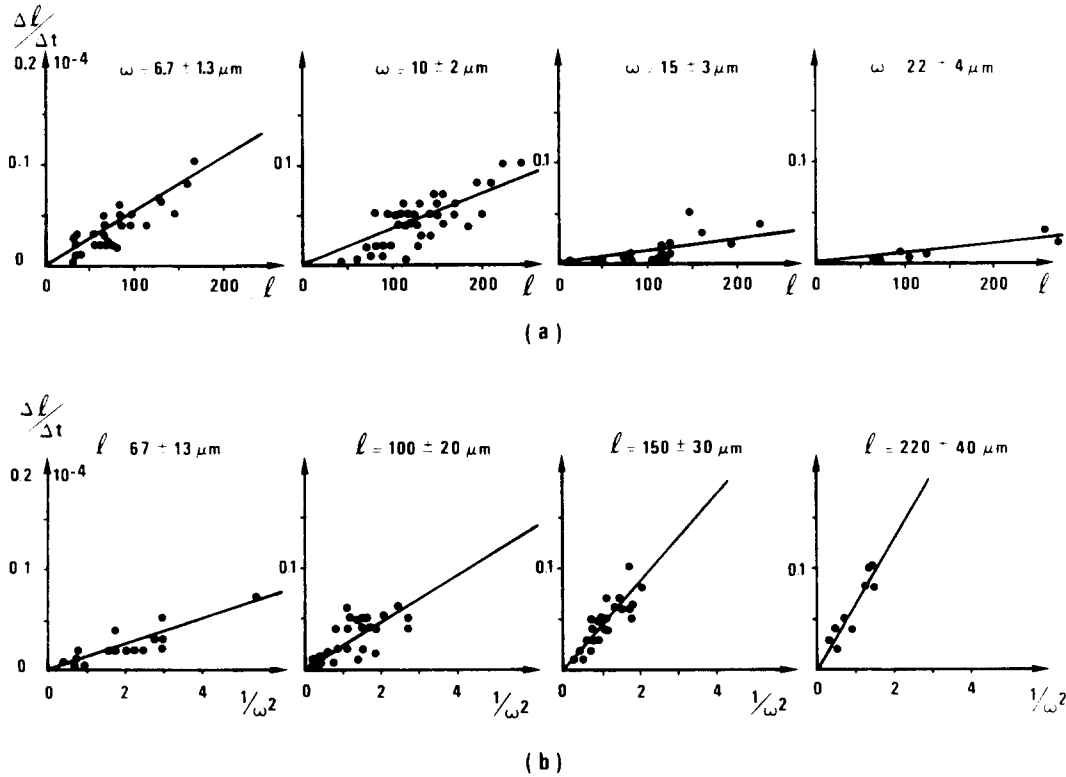 Δℓ/Δt
0.2 10⁻⁴ ω = 6.7 ± 1.3 μm ω = 10 ± 2 μm ω 15 ± 3 μm ω 22 ± 4 μm
0.1 0.1 0.1 0.1
0 0 100 200 ℓ 0 100 200 ℓ 0 100 200 ℓ 0 100 200 ℓ
(a)
Δℓ/Δt
ℓ 67 ± 13 μm ℓ = 100 ± 20 μm ℓ = 150 ± 30 μm ℓ = 220 ± 40 μm
0.2 10⁻⁴
0.1 0.1 0.1 0.1
0 0 2 4 1/ω² 0 2 4 1/ω² 0 2 4 1/ω² 0 2 4 1/ω²
(b)